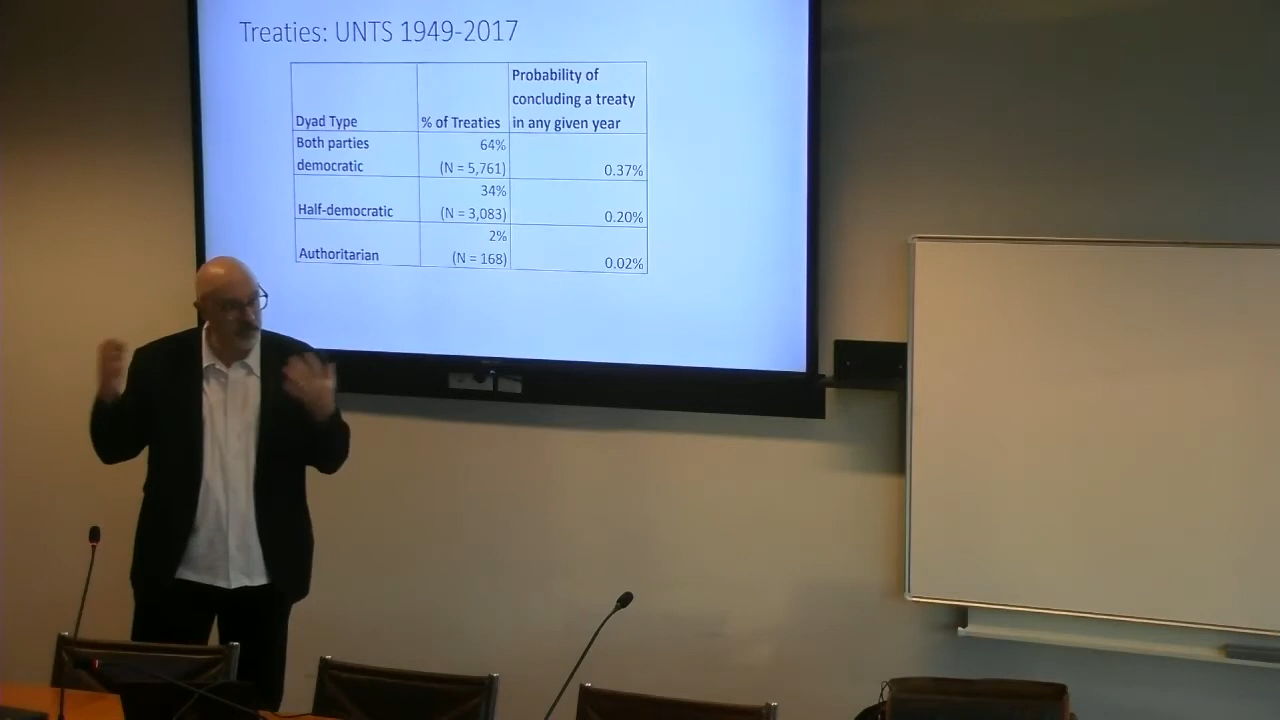 Treaties: UNTS 1949-2017
Dyad Type
% of Treaties
Probability of
concluding a treaty
in any given year
Both parties
democratic
64%
(N = 5,761)
0.37%
Half-democratic
34%
(N = 3,083)
0.20%
Authoritarian
2%
(N = 168)
0.02%